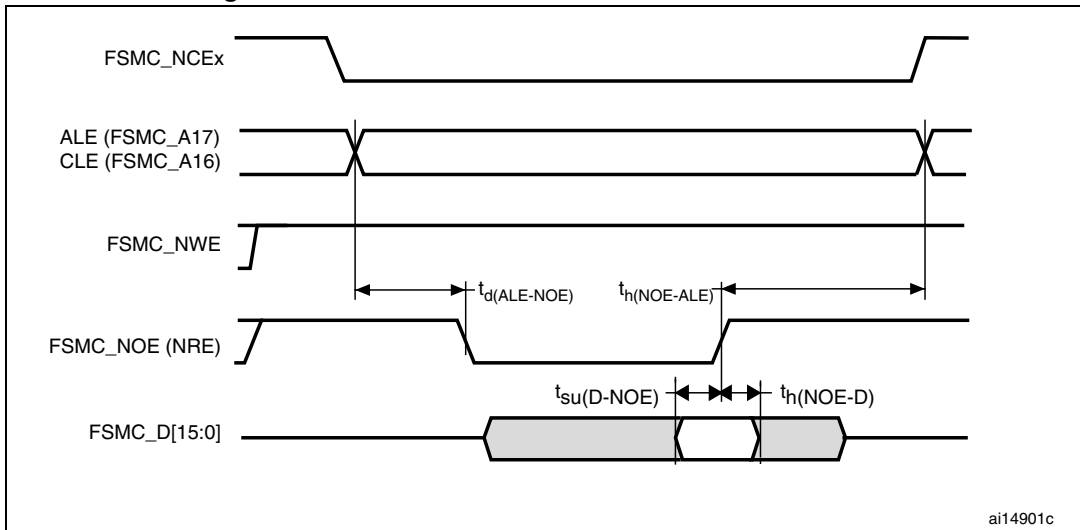 FSMC_NCEx
ALE (FSMC_A17)
CLE (FSMC_A16)
FSMC_NWE
td(ALE-NOE)
th(NOE-ALE)
FSMC_NOE (NRE)
tsu(D-NOE)
th(NOE-D)
FSMC_D[15:0]
ai14901c